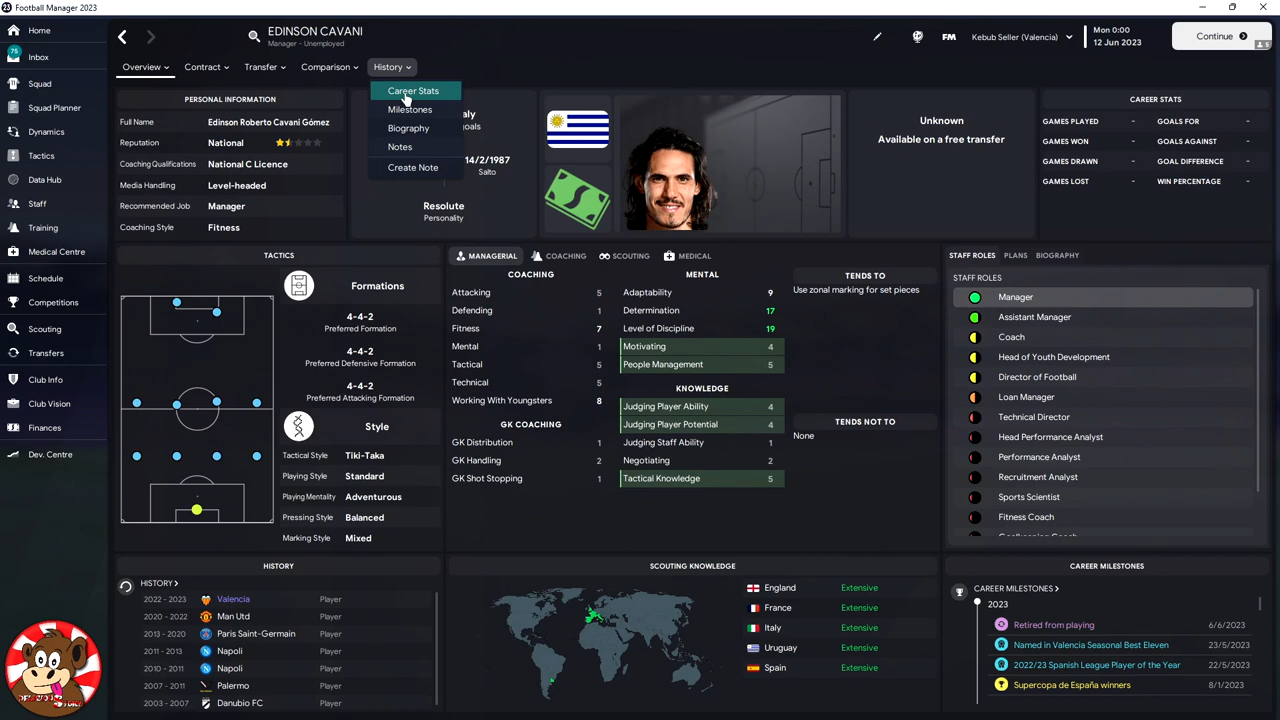 23 Football Manager 2023
Home
75 Inbox
Squad
Squad Planner
Dynamics
Tactics
Data Hub
Staff
Training
Medical Centre
Schedule
Competitions
Scouting
Transfers
Club Info
Club Vision
Finances
Dev. Centre
EDINSON CAVANI
Manager - Unemployed
FM
Kebub Seller (Valencia)
Mon 0:00
12 Jun 2023
Continue
5
Overview
Contract
Transfer
Comparison
History
Career Stats
Milestones
Biography
Notes
Create Note
PERSONAL INFORMATION
Full Name Edinson Roberto Cavani Gómez
Reputation National
Coaching Qualifications National C Licence
Media Handling Level-headed
Recommended Job Manager
Coaching Style Fitness
14/2/1987
Salto
Resolute
Personality
Unknown
Available on a free transfer
CAREER STATS
GAMES PLAYED - GOALS FOR -
GAMES WON - GOALS AGAINST -
GAMES DRAWN - GOAL DIFFERENCE -
GAMES LOST - WIN PERCENTAGE -
TACTICS
Formations
4-4-2
Preferred Formation
4-4-2
Preferred Defensive Formation
4-4-2
Preferred Attacking Formation
Style
Tactical Style Tiki-Taka
Playing Style Standard
Playing Mentality Adventurous
Pressing Style Balanced
Marking Style Mixed
MANAGERIAL COACHING SCOUTING MEDICAL
COACHING
Attacking 5
Defending 1
Fitness 7
Mental 1
Tactical 5
Technical 5
Working With Youngsters 8
GK COACHING
GK Distribution 1
GK Handling 2
GK Shot Stopping 1
MENTAL
Adaptability 9
Determination 17
Level of Discipline 19
Motivating 4
People Management 5
KNOWLEDGE
Judging Player Ability 4
Judging Player Potential 4
Judging Staff Ability 1
Negotiating 2
Tactical Knowledge 5
TENDS TO
Use zonal marking for set pieces
TENDS NOT TO
None
STAFF ROLES PLANS BIOGRAPHY
STAFF ROLES
Manager
Assistant Manager
Coach
Head of Youth Development
Director of Football
Loan Manager
Technical Director
Head Performance Analyst
Performance Analyst
Recruitment Analyst
Sports Scientist
Fitness Coach
HISTORY
HISTORY >
2022 - 2023 Valencia Player
2020 - 2022 Man Utd Player
2013 - 2020 Paris Saint-Germain Player
2011 - 2013 Napoli Player
2010 - 2011 Napoli Player
2007 - 2011 Palermo Player
2003 - 2007 Danubio FC Player
SCOUTING KNOWLEDGE
England Extensive
France Extensive
Italy Extensive
Uruguay Extensive
Spain Extensive
CAREER MILESTONES
CAREER MILESTONES >
2023
Retired from playing 6/6/2023
Named in Valencia Seasonal Best Eleven 23/5/2023
2022/23 Spanish League Player of the Year 22/5/2023
Supercopa de España winners 8/1/2023